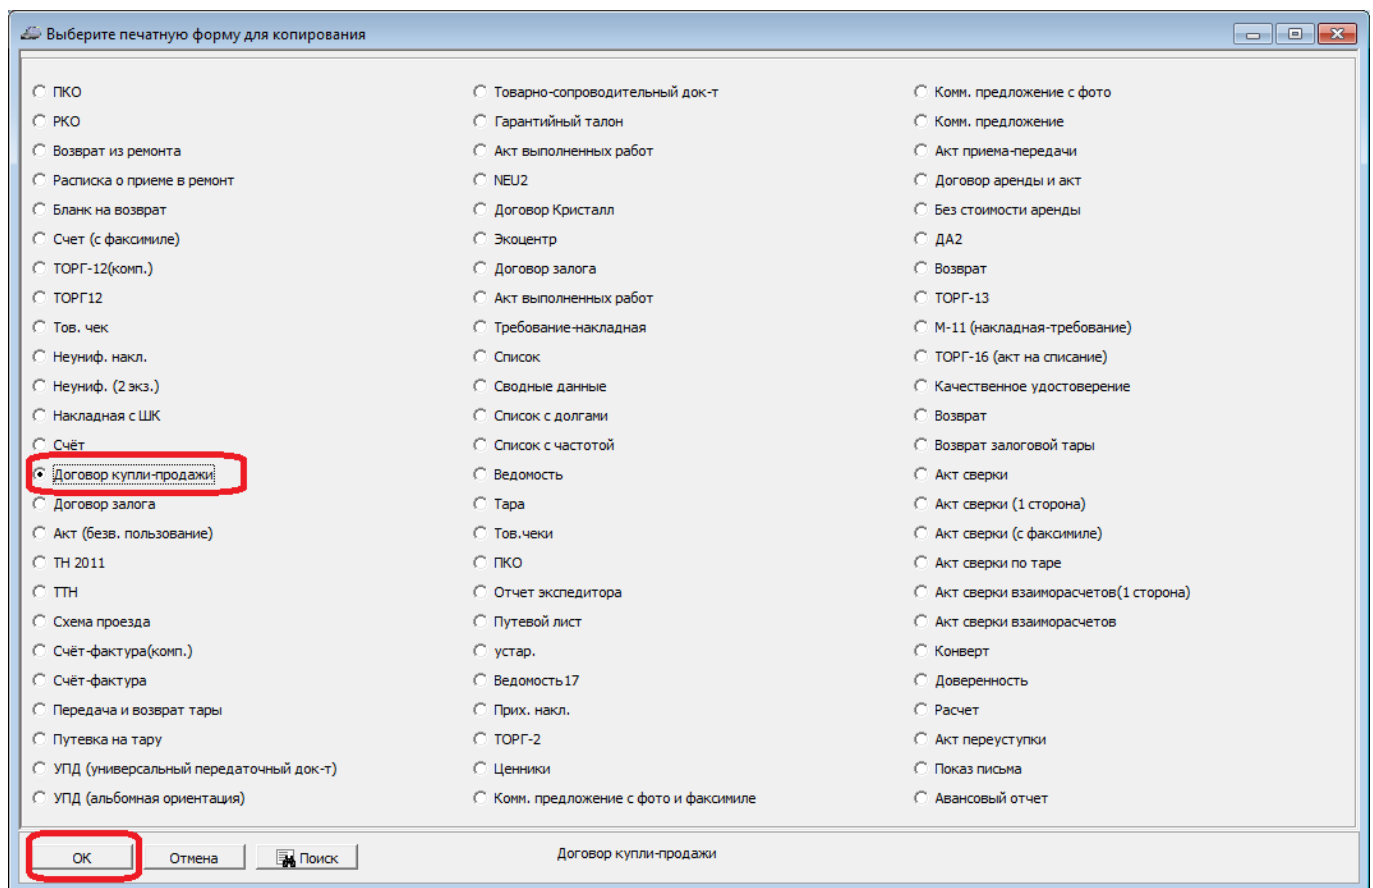 Выберите печатную форму для копирования
ПКО
РКО
Возврат из ремонта
Расписка о приеме в ремонт
Бланк на возврат
Счет (с факсимиле)
ТОРГ-12(комп.)
ТОРГ12
Тов. чек
Неуниф. накл.
Неуниф. (2 экз.)
Накладная с ШК
Счёт
Договор купли-продажи
Договор залога
Акт (безв. пользование)
ТН 2011
ТТН
Схема проезда
Счёт-фактура(комп.)
Счёт-фактура
Передача и возврат тары
Путевка на тару
УПД (универсальный передаточный док-т)
УПД (альбомная ориентация)
Товарно-сопроводительный док-т
Гарантийный талон
Акт выполненных работ
NEU2
Договор Кристалл
Экоцентр
Договор залога
Акт выполненных работ
Требование-накладная
Список
Сводные данные
Список с долгами
Список с частотой
Ведомость
Тара
Тов.чеки
ПКО
Отчет экспедитора
Путевой лист
устар.
Ведомость17
Прих. накл.
ТОРГ-2
Ценники
Комм. предложение с фото и факсимиле
Комм. предложение с фото
Комм. предложение
Акт приема-передачи
Договор аренды и акт
Без стоимости аренды
ДА2
Возврат
ТОРГ-13
М-11 (накладная-требование)
ТОРГ-16 (акт на списание)
Качественное удостоверение
Возврат
Возврат залоговой тары
Акт сверки
Акт сверки (1 сторона)
Акт сверки (с факсимиле)
Акт сверки по таре
Акт сверки взаиморасчетов(1 сторона)
Акт сверки взаиморасчетов
Конверт
Доверенность
Расчет
Акт переуступки
Показ письма
Авансовый отчет
ОК
Отмена
Поиск
Договор купли-продажи